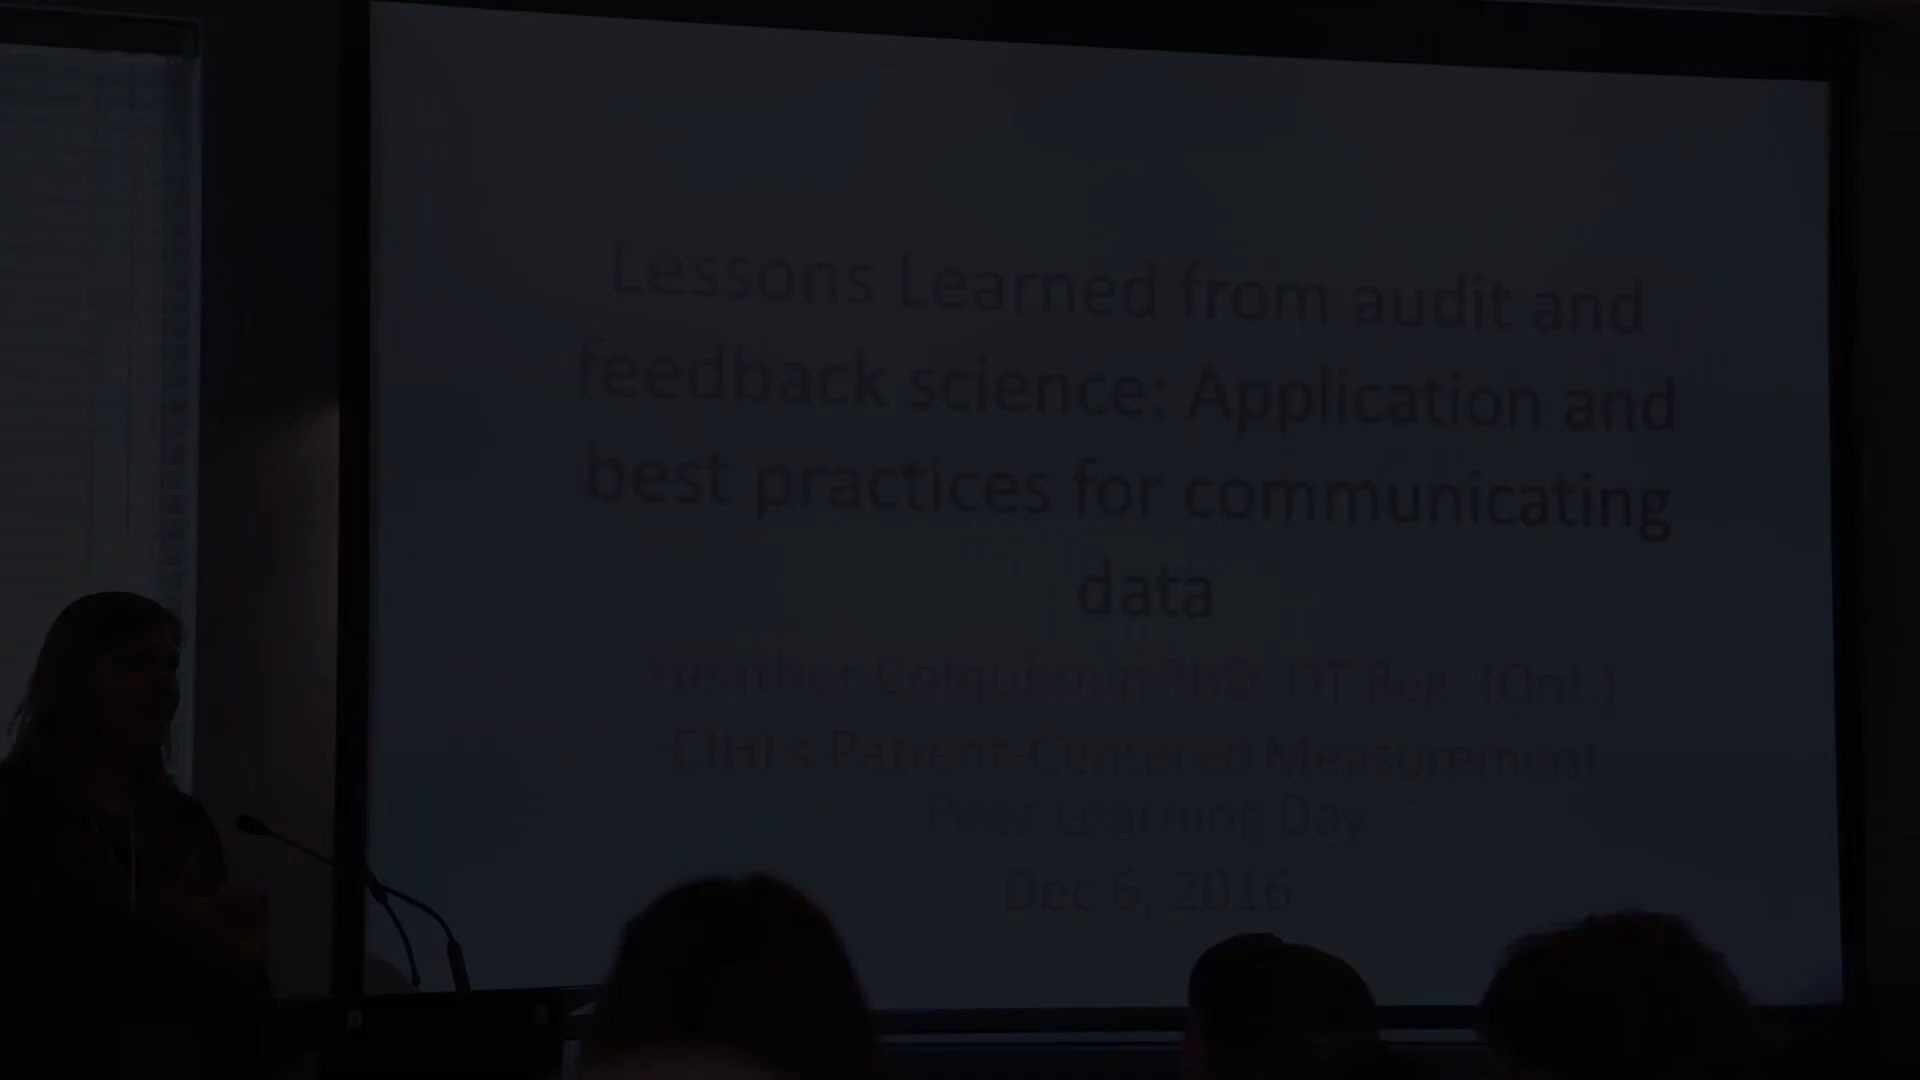 Lessons Learned from audit and
feedback science: Application and
best practices for communicating
data
Heather Colquhoun PhD. OT Reg. (Ont.)
CIHI's Patient-Centered Measurement
Peer Learning Day
Dec 6, 2016